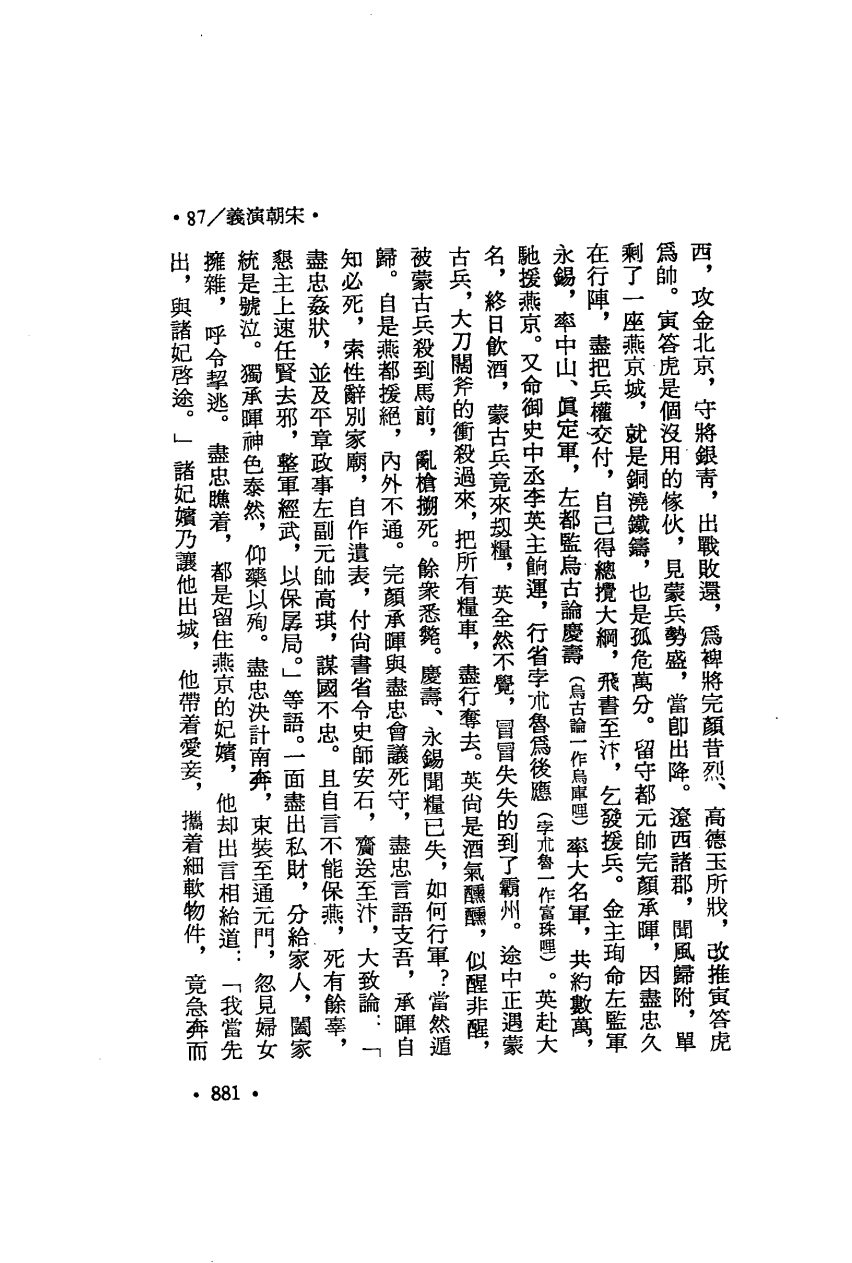 •87／義演朝宋•
西，攻金北京，守將銀靑，出戰敗還，爲裨將完顏昔烈、高德玉所戕，改推寅答虎
爲帥。寅答虎是個沒用的傢伙，見蒙兵勢盛，當卽出降。遼西諸郡，聞風歸附，單
剩了一座燕京城，就是銅澆鐵鑄，也是孤危萬分。留守都元帥完顏承暉，因盡忠久
在行陣，盡把兵權交付，自己得總攬大綱，飛書至汴，乞發援兵。金主珣命左監軍
永錫，率中山、眞定軍，左都監烏古論慶壽（烏古論一作烏庫哩）率大名軍，共約數萬，
馳援燕京。又命御史中丞李英主餉運，行省孛朮魯爲後應（孛朮魯一作富珠哩）。英赴大
名，終日飲酒，蒙古兵竟來刼糧，英全然不覺，冒冒失失的到了霸州。途中正遇蒙
古兵，大刀闊斧的衝殺過來，把所有糧車，盡行奪去。英尙是酒氣醺醺，似醒非醒，
被蒙古兵殺到馬前，亂槍搠死。餘衆悉斃。慶壽、永錫聞糧已失，如何行軍？當然遁
歸。自是燕都援絕，內外不通。完顏承暉與盡忠會議死守，盡忠言語支吾，承暉自
知必死，索性辭別家廟，自作遺表，付尙書省令史師安石，齎送至汴，大致論：「
盡忠姦狀，並及平章政事左副元帥高琪，謀國不忠。且自言不能保燕，死有餘辜，
懇主上速任賢去邪，整軍經武，以保孱局。」等語。一面盡出私財，分給家人，闔家
統是號泣。獨承暉神色泰然，仰藥以殉。盡忠決計南奔，束裝至通元門，忽見婦女
擁雜，呼令挈逃。盡忠瞧着，都是留住燕京的妃嬪，他却出言相紿道：「我當先
出，與諸妃啓途。」諸妃嬪乃讓他出城，他帶着愛妾，攜着細軟物件，竟急奔而
•881•